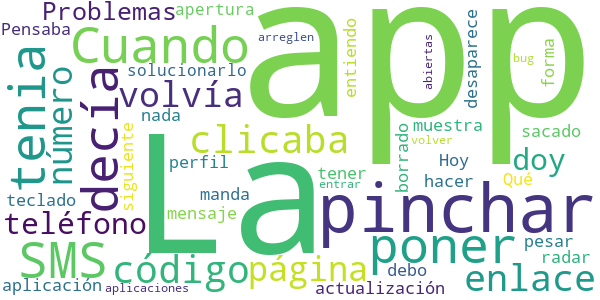 Problemas apertura
Pensaba Cuando arreglen app entiendo abiertas desaparece bug forma
tenia número decía solucionarlo
volvía
nada clicaba
siguiente borrado muestra sacado
perfil La tener Hoy doy
teclado manda pinchar hacer Qué
teléfono mensaje entrar volver
SMS código página poner pesar
debo radar
aplicación aplicaciones actualización enlace